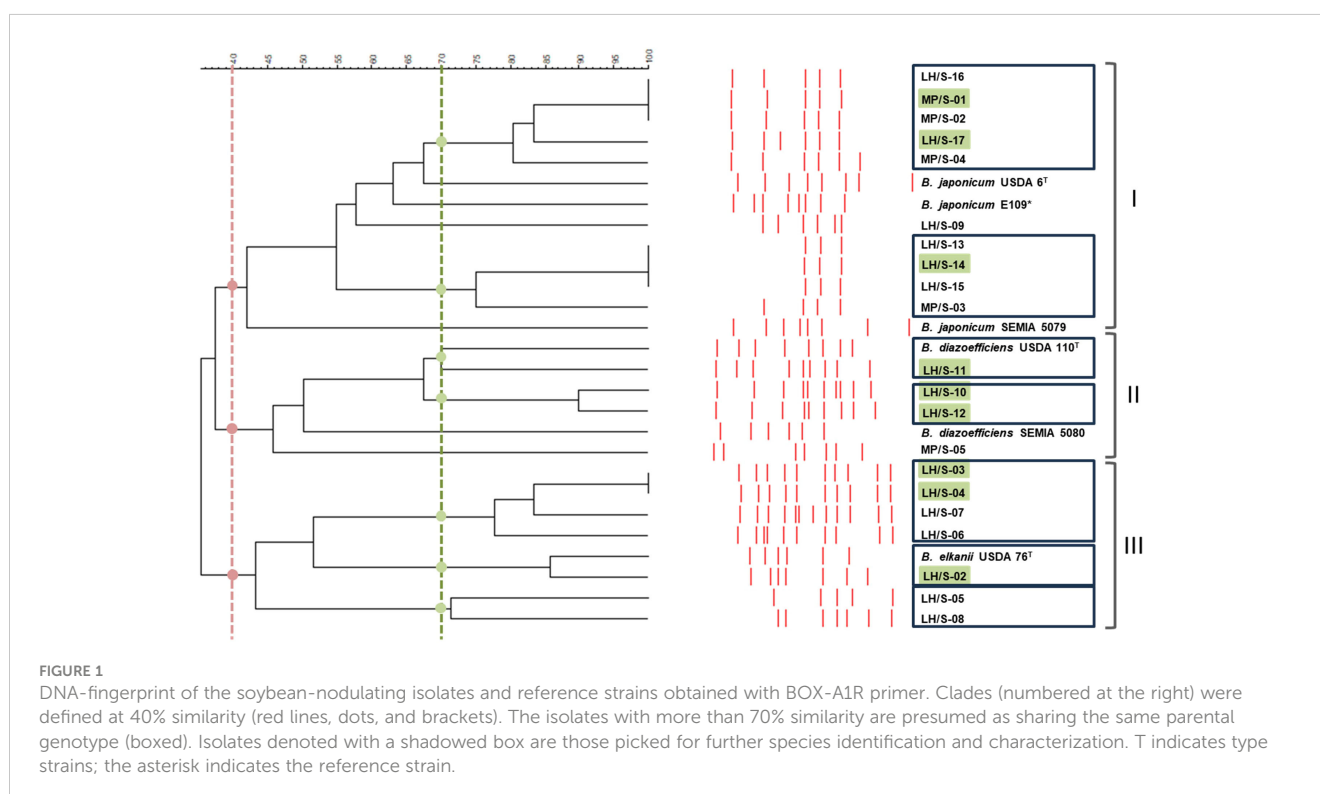 40 45 55 60 65 70 75 80 85 90 95 100
LH/S-16
MP/S-01
MP/S-02
LH/S-17
MP/S-04
B. japonicum USDA 6ᵀ
B. japonicum E109*
LH/S-09
LH/S-13
LH/S-14
LH/S-15
MP/S-03
B. japonicum SEMIA 5079
I
B. diazoefficiens USDA 110ᵀ
LH/S-11
LH/S-10
LH/S-12
B. diazoefficiens SEMIA 5080
MP/S-05
II
LH/S-03
LH/S-04
LH/S-07
LH/S-06
B. elkanii USDA 76ᵀ
LH/S-02
LH/S-05
LH/S-08
III
FIGURE 1
DNA-fingerprint of the soybean-nodulating isolates and reference strains obtained with BOX-A1R primer. Clades (numbered at the right) were
defined at 40% similarity (red lines, dots, and brackets). The isolates with more than 70% similarity are presumed as sharing the same parental
genotype (boxed). Isolates denoted with a shadowed box are those picked for further species identification and characterization. T indicates type
strains; the asterisk indicates the reference strain.